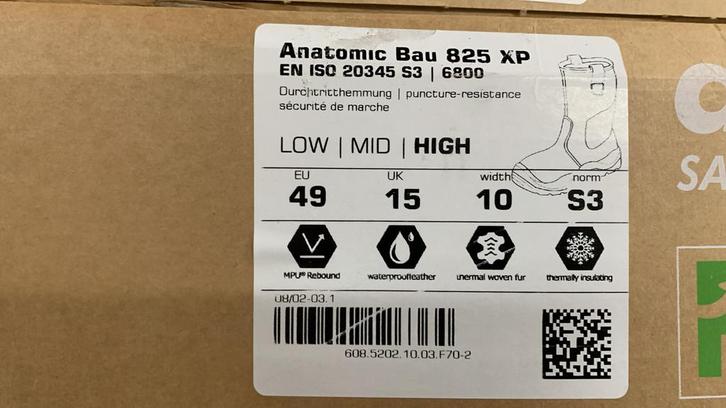 Anatomic Bau 825 XP
EN ISO 20345 S3 | 6800
Durchtritthemmung | puncture-resistance
sécurité de marche
LOW | MID | HIGH
EU UK width norm
49 15 10 S3
MPU® Rebound waterproofleather thermal woven fur thermally insulating
08/02-03.1
608.5202.10.03.F70-2
SA